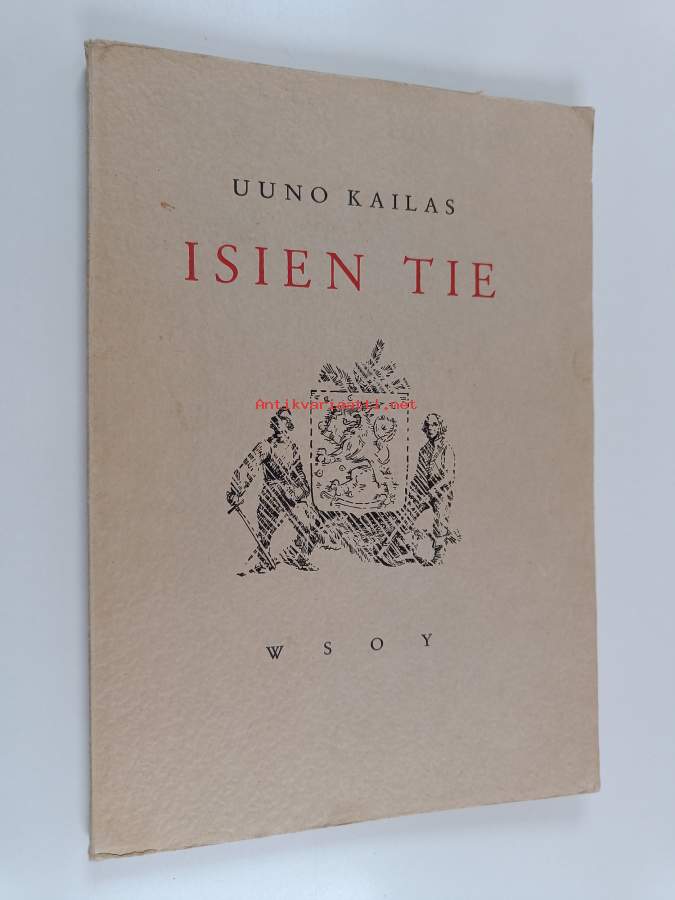 UUNO KAILAS
ISIEN TIE
Antikvariaatti.net
W S O Y